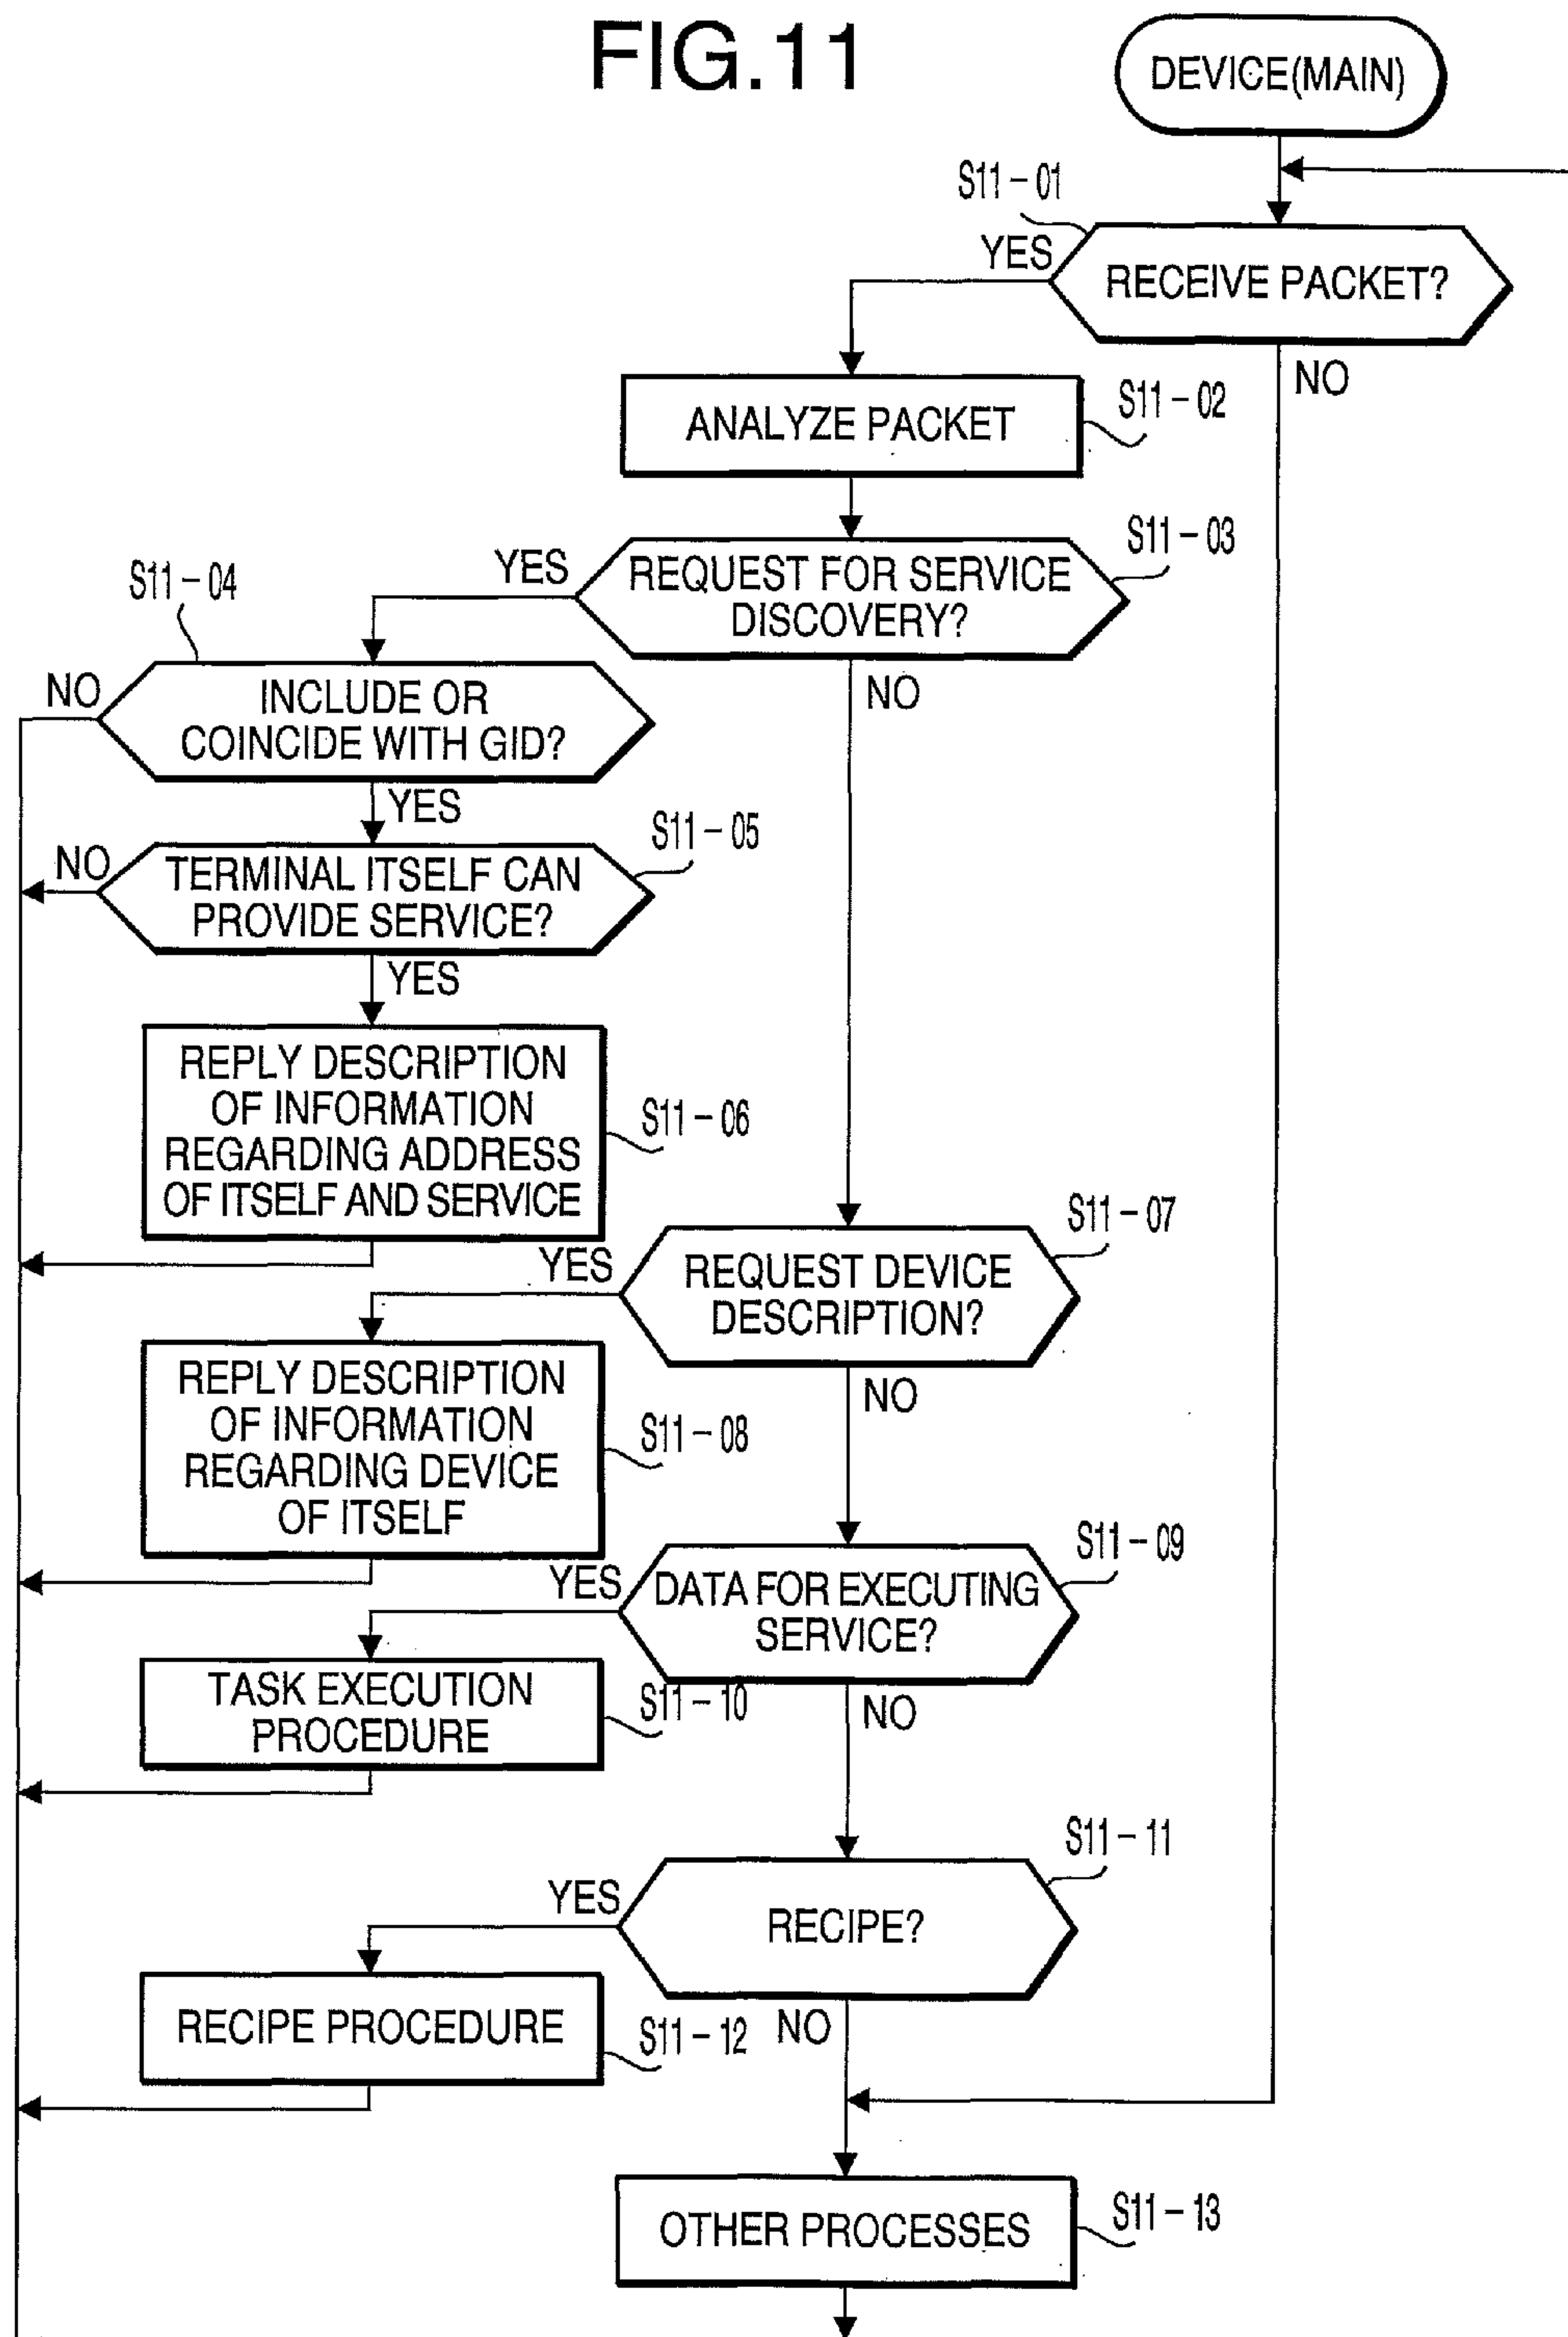 FIG.11
DEVICE(MAIN)
S11-01
YES
RECEIVE PACKET?
NO
ANALYZE PACKET
S11-02
S11-03
YES
REQUEST FOR SERVICE
DISCOVERY?
NO
S11-04
NO
INCLUDE OR
COINCIDE WITH GID?
YES
S11-05
NO
TERMINAL ITSELF CAN
PROVIDE SERVICE?
YES
REPLY DESCRIPTION
OF INFORMATION
REGARDING ADDRESS
OF ITSELF AND SERVICE
S11-06
S11-07
YES
REQUEST DEVICE
DESCRIPTION?
NO
REPLY DESCRIPTION
OF INFORMATION
REGARDING DEVICE
OF ITSELF
S11-08
S11-09
YES
DATA FOR EXECUTING
SERVICE?
NO
TASK EXECUTION
PROCEDURE
S11-10
S11-11
YES
RECIPE?
NO
RECIPE PROCEDURE
S11-12
OTHER PROCESSES
S11-13